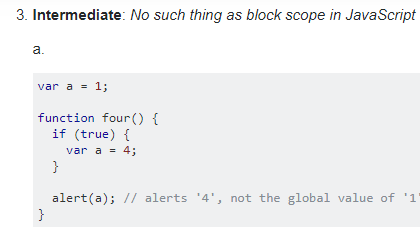 3. Intermediate: No such thing as block scope in JavaScript
a.
var a = 1;
function four() {
if (true) {
var a = 4;
}
alert(a); // alerts '4', not the global value of '1'
}